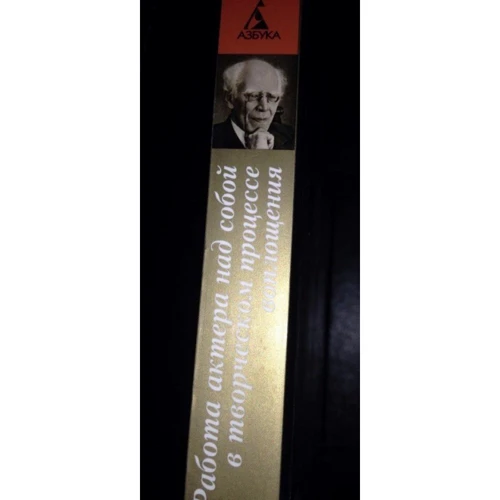 АЗБУКА
Работа актера над собой
в творческом процессе
воплощения